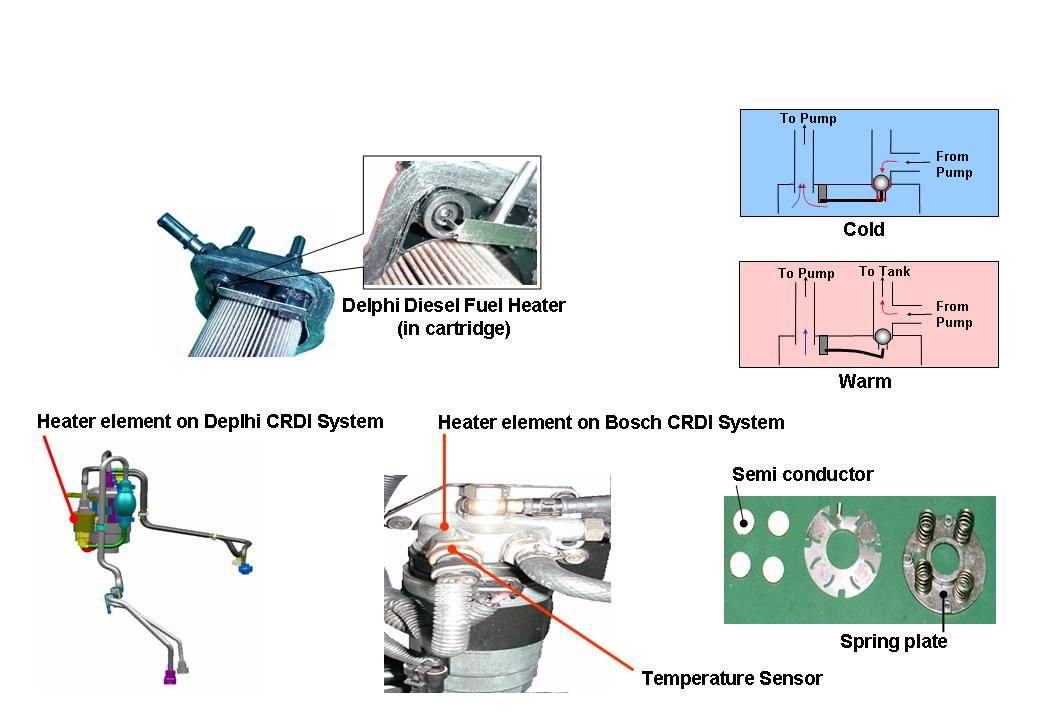 To Pump
From
Pump
Cold
Delphi Diesel Fuel Heater
(in cartridge)
To Pump
To Tank
From
Pump
Warm
Heater element on Deplhi CRDI System
Heater element on Bosch CRDI System
Semi conductor
Spring plate
Temperature Sensor